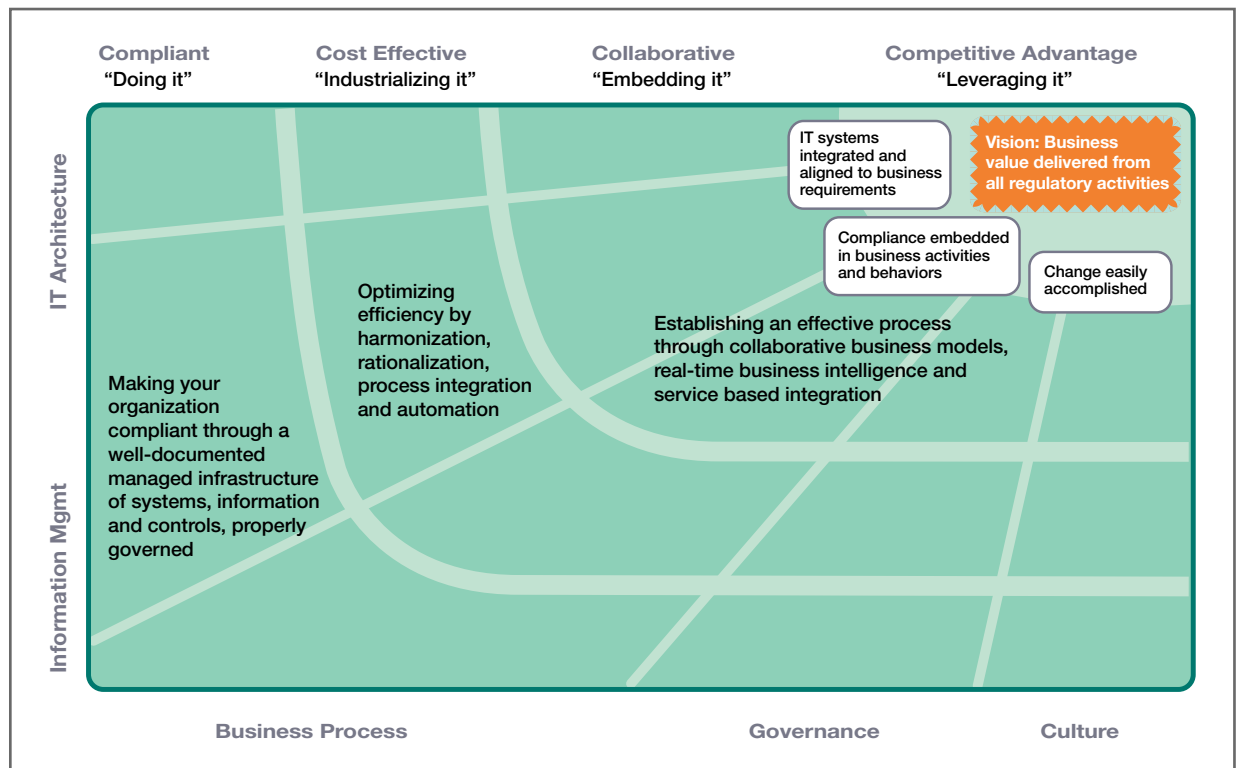 Compliant
“Doing it”
Cost Effective
“Industrializing it”
Collaborative
“Embedding it”
Competitive Advantage
“Leveraging it”
IT Architecture
Information Mgmt
IT systems
integrated and
aligned to business
requirements
Vision: Business
value delivered from
all regulatory activities
Compliance embedded
in business activities
and behaviors
Change easily
accomplished
Making your
organization
compliant through a
well-documented
managed infrastructure
of systems, information
and controls, properly
governed
Optimizing
efficiency by
harmonization,
rationalization,
process integration
and automation
Establishing an effective process
through collaborative business models,
real-time business intelligence and
service based integration
Business Process
Governance
Culture